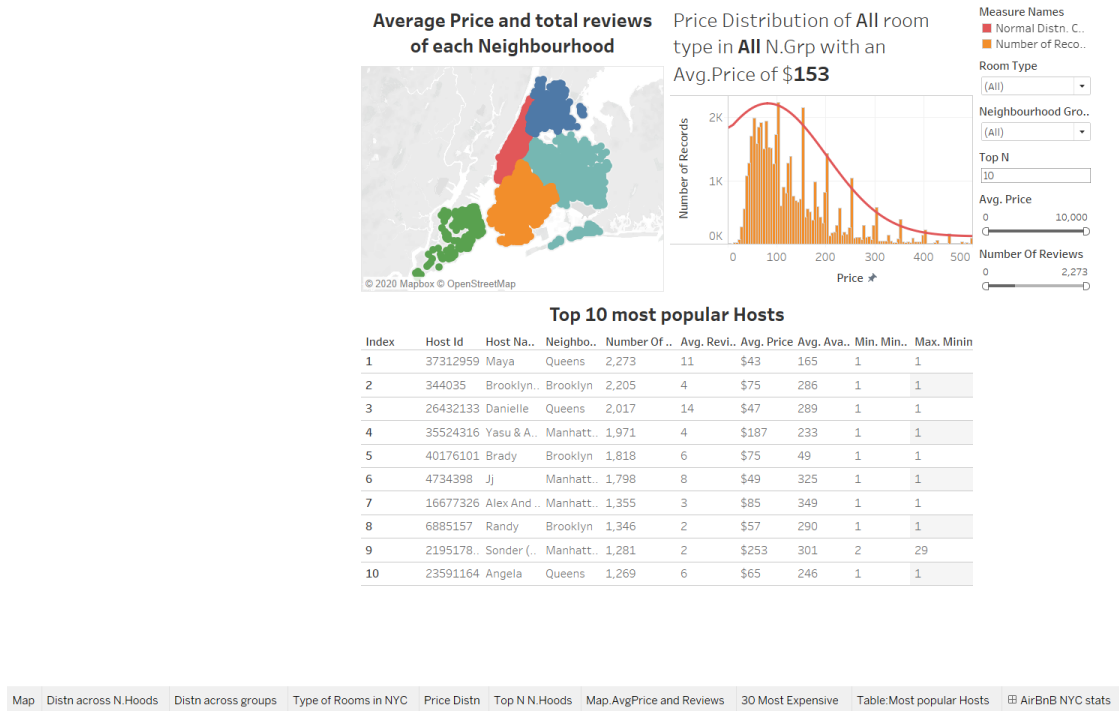 Average Price and total reviews
of each Neighbourhood
© 2020 Mapbox © OpenStreetMap
Price Distribution of All room
type in All N.Grp with an
Avg.Price of $153
Number of Records
2K
1K
0K
0 100 200 300 400 500
Price
Measure Names
Normal Distn. C..
Number of Reco..
Room Type
(All)
Neighbourhood Gro..
(All)
Top N
10
Avg. Price
0 10,000
Number Of Reviews
0 2,273
Top 10 most popular Hosts
Index Host Id Host Na.. Neighbo.. Number Of .. Avg. Revi.. Avg. Price Avg. Ava.. Min. Min.. Max. Minin
1 37312959 Maya Queens 2,273 11 $43 165 1 1
2 344035 Brooklyn.. Brooklyn 2,205 4 $75 286 1 1
3 26432133 Danielle Queens 2,017 14 $47 289 1 1
4 35524316 Yasu & A.. Manhatt.. 1,971 4 $187 233 1 1
5 40176101 Brady Brooklyn 1,818 6 $75 49 1 1
6 4734398 Jj Manhatt.. 1,798 8 $49 325 1 1
7 16677326 Alex And .. Manhatt.. 1,355 3 $85 349 1 1
8 6885157 Randy Brooklyn 1,346 2 $57 290 1 1
9 2195178.. Sonder (.. Manhatt.. 1,281 2 $253 301 2 29
10 23591164 Angela Queens 1,269 6 $65 246 1 1
Map Distn across N.Hoods Distn across groups Type of Rooms in NYC Price Distn Top N N.Hoods Map.AvgPrice and Reviews 30 Most Expensive Table:Most popular Hosts AirBnB NYC stats